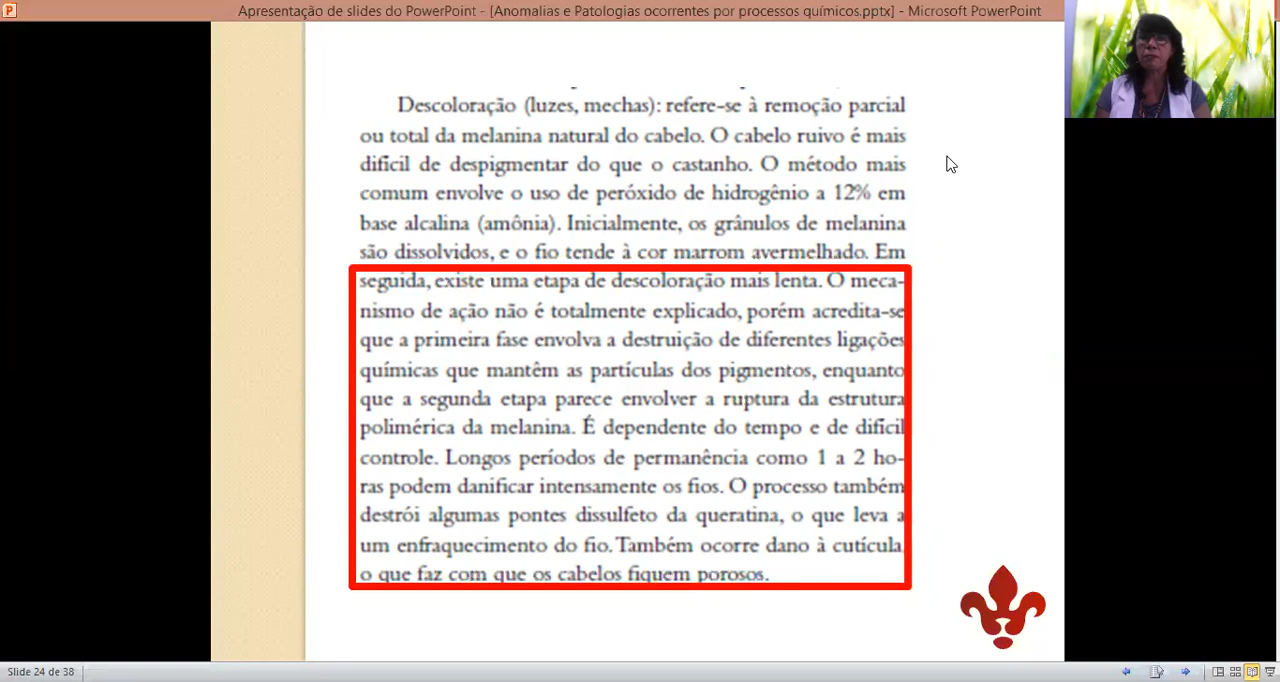 Apresentação de slides do PowerPoint - [Anomalias e Patologias ocorrentes por processos químicos.pptx] - Microsoft PowerPoint
Descoloração (luzes, mechas): refere-se à remoção parcial
ou total da melanina natural do cabelo. O cabelo ruivo é mais
difícil de despigmentar do que o castanho. O método mais
comum envolve o uso de peróxido de hidrogênio a 12% em
base alcalina (amônia). Inicialmente, os grânulos de melanina
são dissolvidos, e o fio tende à cor marrom avermelhado. Em
seguida, existe uma etapa de descoloração mais lenta. O meca-
nismo de ação não é totalmente explicado, porém acredita-se
que a primeira fase envolva a destruição de diferentes ligações
químicas que mantêm as partículas dos pigmentos, enquanto
que a segunda etapa parece envolver a ruptura da estrutura
polimérica da melanina. É dependente do tempo e de difícil
controle. Longos períodos de permanência como 1 a 2 ho-
ras podem danificar intensamente os fios. O processo também
destrói algumas pontes dissulfeto da queratina, o que leva a
um enfraquecimento do fio. Também ocorre dano à cutícula,
o que faz com que os cabelos fiquem porosos.
Slide 24 de 38